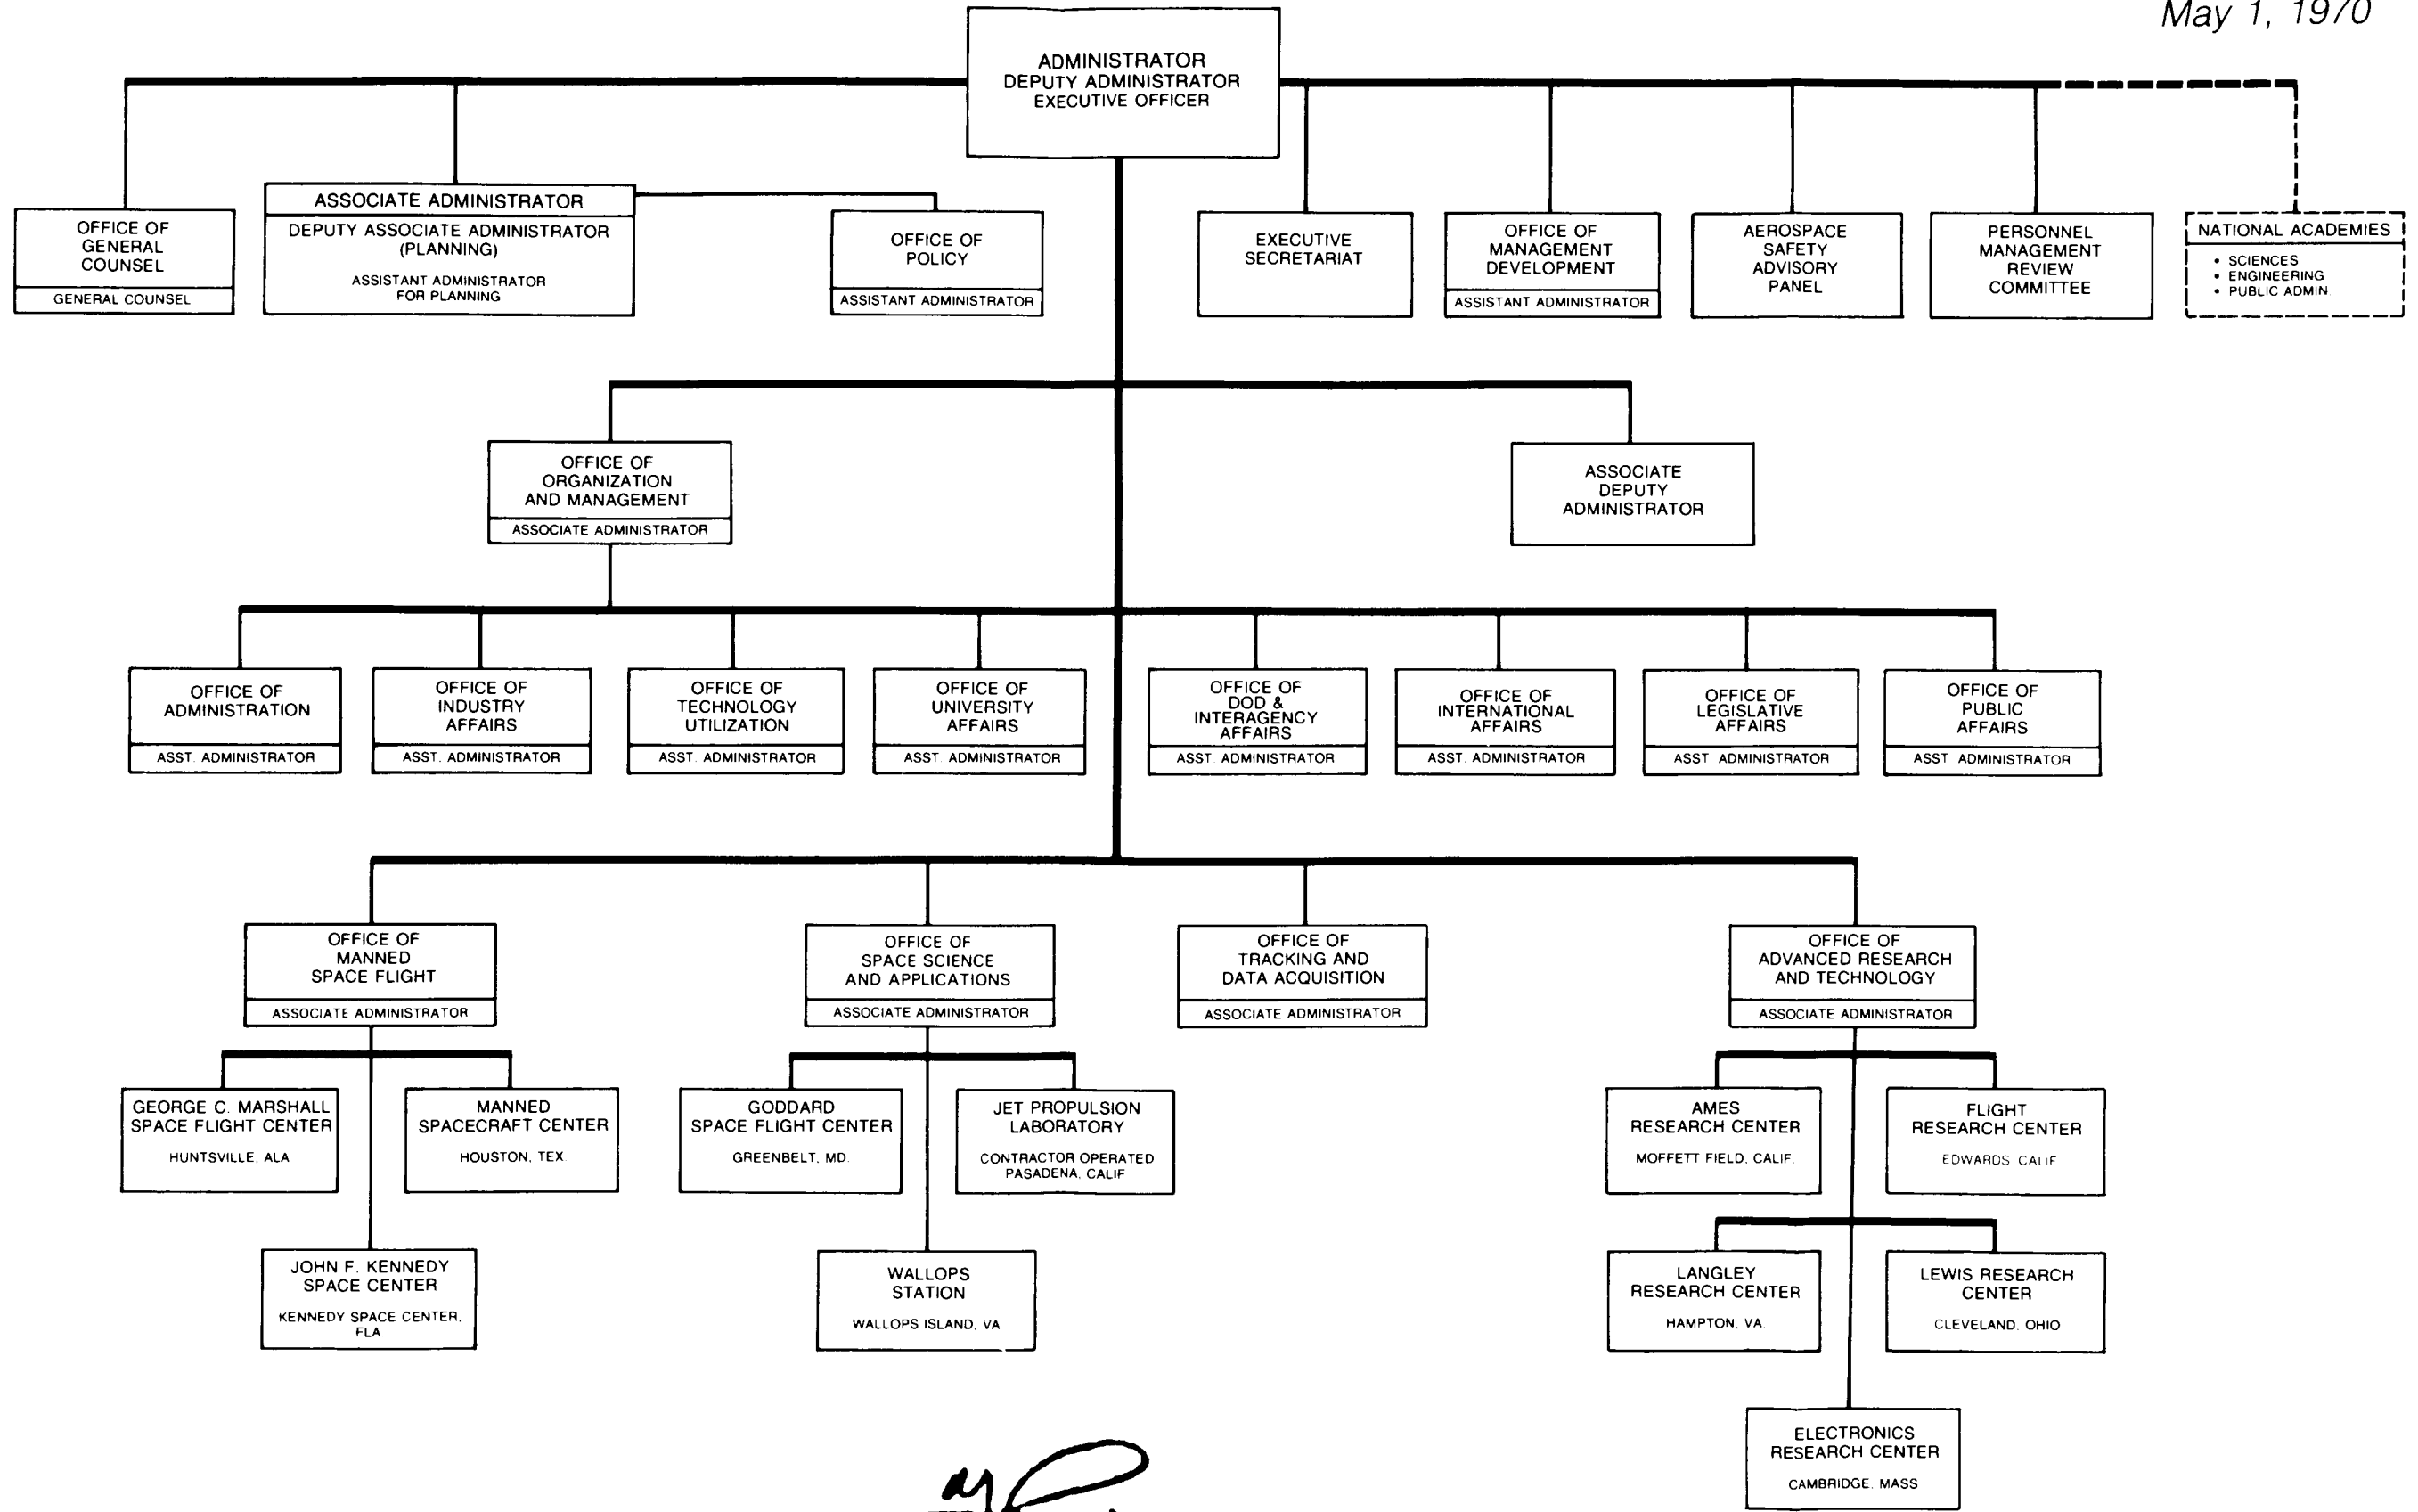 May 1, 1970
ADMINISTRATOR
DEPUTY ADMINISTRATOR
EXECUTIVE OFFICER
OFFICE OF
GENERAL
COUNSEL
GENERAL COUNSEL
ASSOCIATE ADMINISTRATOR
DEPUTY ASSOCIATE ADMINISTRATOR
(PLANNING)
ASSISTANT ADMINISTRATOR
FOR PLANNING
OFFICE OF
POLICY
ASSISTANT ADMINISTRATOR
EXECUTIVE
SECRETARIAT
OFFICE OF
MANAGEMENT
DEVELOPMENT
ASSISTANT ADMINISTRATOR
AEROSPACE
SAFETY
ADVISORY
PANEL
PERSONNEL
MANAGEMENT
REVIEW
COMMITTEE
NATIONAL ACADEMIES
• SCIENCES
• ENGINEERING
• PUBLIC ADMIN.
OFFICE OF
ORGANIZATION
AND MANAGEMENT
ASSOCIATE ADMINISTRATOR
ASSOCIATE
DEPUTY
ADMINISTRATOR
OFFICE OF
ADMINISTRATION
ASST. ADMINISTRATOR
OFFICE OF
INDUSTRY
AFFAIRS
ASST. ADMINISTRATOR
OFFICE OF
TECHNOLOGY
UTILIZATION
ASST. ADMINISTRATOR
OFFICE OF
UNIVERSITY
AFFAIRS
ASST. ADMINISTRATOR
OFFICE OF
DOD &
INTERAGENCY
AFFAIRS
ASST. ADMINISTRATOR
OFFICE OF
INTERNATIONAL
AFFAIRS
ASST. ADMINISTRATOR
OFFICE OF
LEGISLATIVE
AFFAIRS
ASST ADMINISTRATOR
OFFICE OF
PUBLIC
AFFAIRS
ASST ADMINISTRATOR
OFFICE OF
MANNED
SPACE FLIGHT
ASSOCIATE ADMINISTRATOR
OFFICE OF
SPACE SCIENCE
AND APPLICATIONS
ASSOCIATE ADMINISTRATOR
OFFICE OF
TRACKING AND
DATA ACQUISITION
ASSOCIATE ADMINISTRATOR
OFFICE OF
ADVANCED RESEARCH
AND TECHNOLOGY
ASSOCIATE ADMINISTRATOR
GEORGE C. MARSHALL
SPACE FLIGHT CENTER
HUNTSVILLE, ALA
MANNED
SPACECRAFT CENTER
HOUSTON, TEX.
GODDARD
SPACE FLIGHT CENTER
GREENBELT, MD.
JET PROPULSION
LABORATORY
CONTRACTOR OPERATED
PASADENA, CALIF
AMES
RESEARCH CENTER
MOFFETT FIELD, CALIF.
FLIGHT
RESEARCH CENTER
EDWARDS CALIF
JOHN F. KENNEDY
SPACE CENTER
KENNEDY SPACE CENTER,
FLA.
WALLOPS
STATION
WALLOPS ISLAND, VA
LANGLEY
RESEARCH CENTER
HAMPTON, VA.
LEWIS RESEARCH
CENTER
CLEVELAND, OHIO
ELECTRONICS
RESEARCH CENTER
CAMBRIDGE, MASS